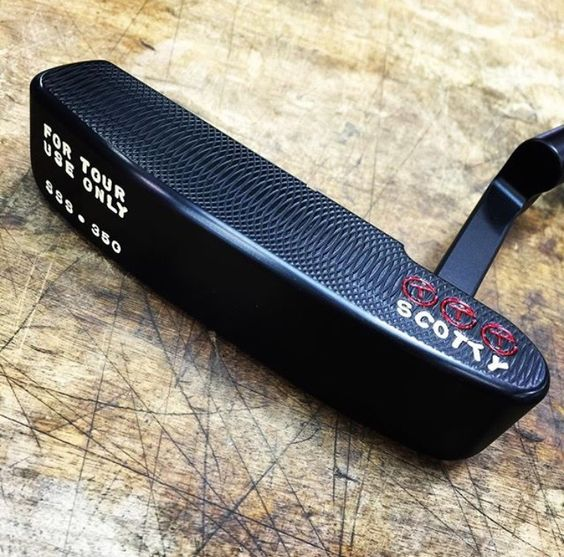 FOR TOUR
USE ONLY
SSS • 350
T T T
SCOTTY